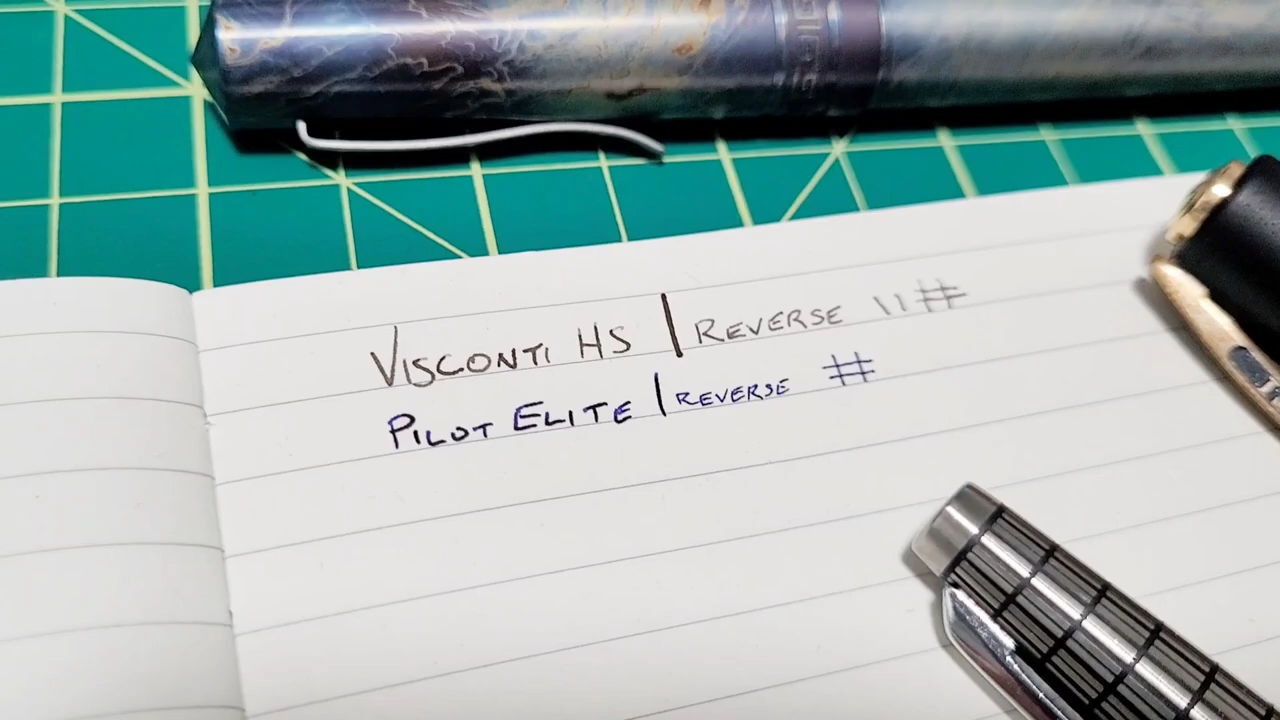 VISCONTI HS | REVERSE \ | #
PILOT ELITE | REVERSE #